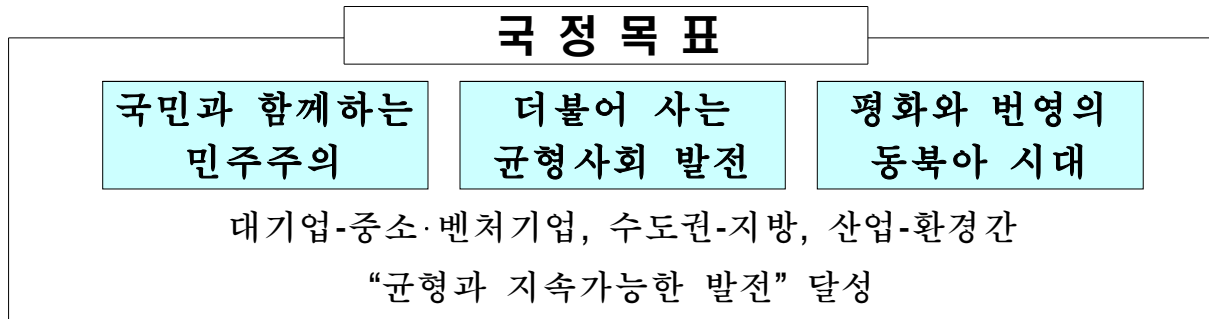 국 정 목 표
국민과 함께하는
민주주의
더불어 사는
균형사회 발전
평화와 번영의
동북아 시대
대기업-중소·벤처기업, 수도권-지방, 산업-환경간
“균형과 지속가능한 발전” 달성